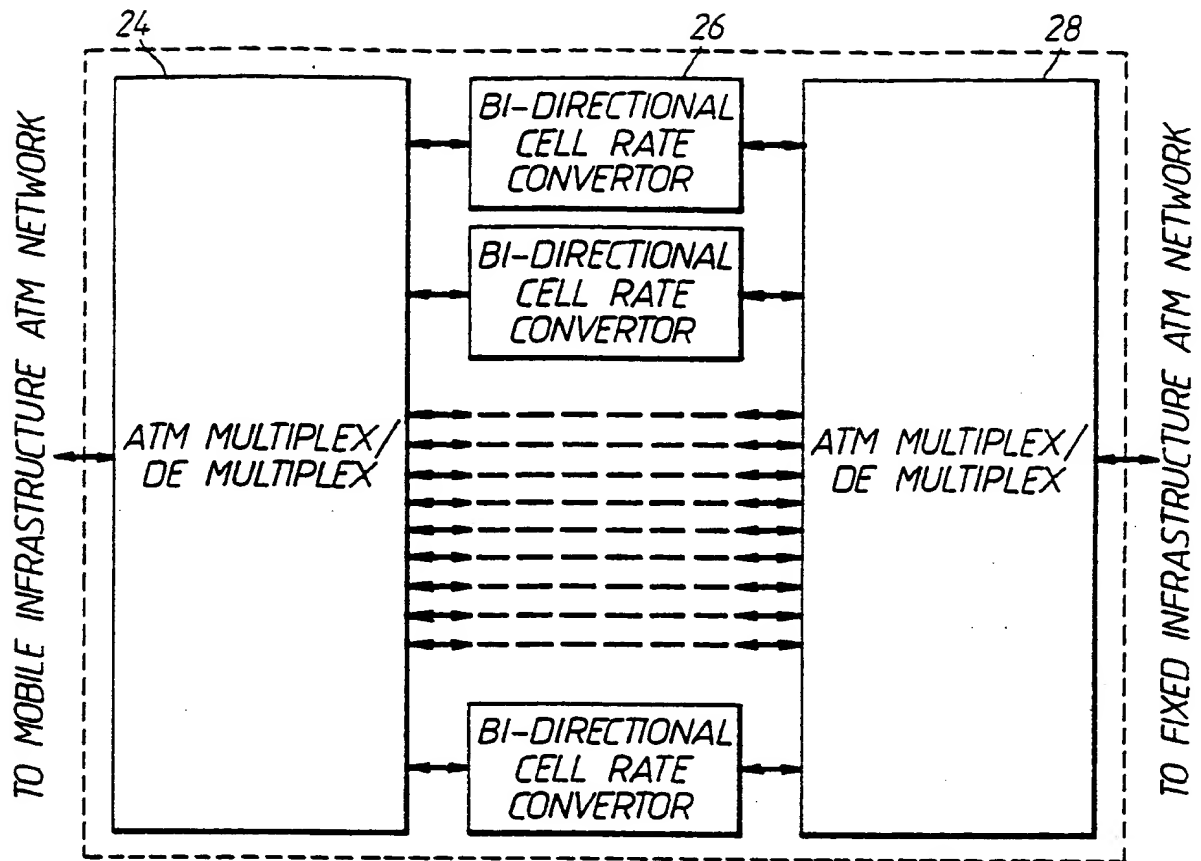 24
26
28
TO MOBILE INFRASTRUCTURE ATM NETWORK
ATM MULTIPLEX/
DE MULTIPLEX
BI-DIRECTIONAL
CELL RATE
CONVERTOR
BI-DIRECTIONAL
CELL RATE
CONVERTOR
BI-DIRECTIONAL
CELL RATE
CONVERTOR
ATM MULTIPLEX/
DE MULTIPLEX
TO FIXED INFRASTRUCTURE ATM NETWORK